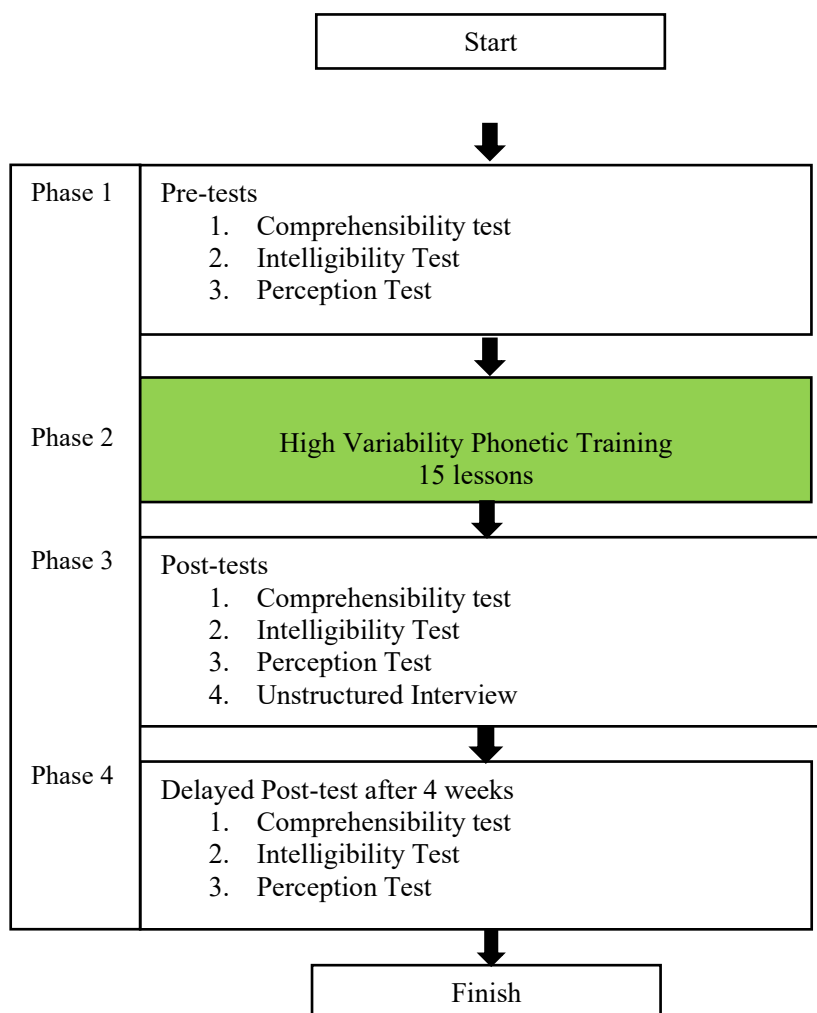 Start
Phase 1
Pre-tests
1. Comprehensibility test
2. Intelligibility Test
3. Perception Test
Phase 2
High Variability Phonetic Training
15 lessons
Phase 3
Post-tests
1. Comprehensibility test
2. Intelligibility Test
3. Perception Test
4. Unstructured Interview
Phase 4
Delayed Post-test after 4 weeks
1. Comprehensibility test
2. Intelligibility Test
3. Perception Test
Finish